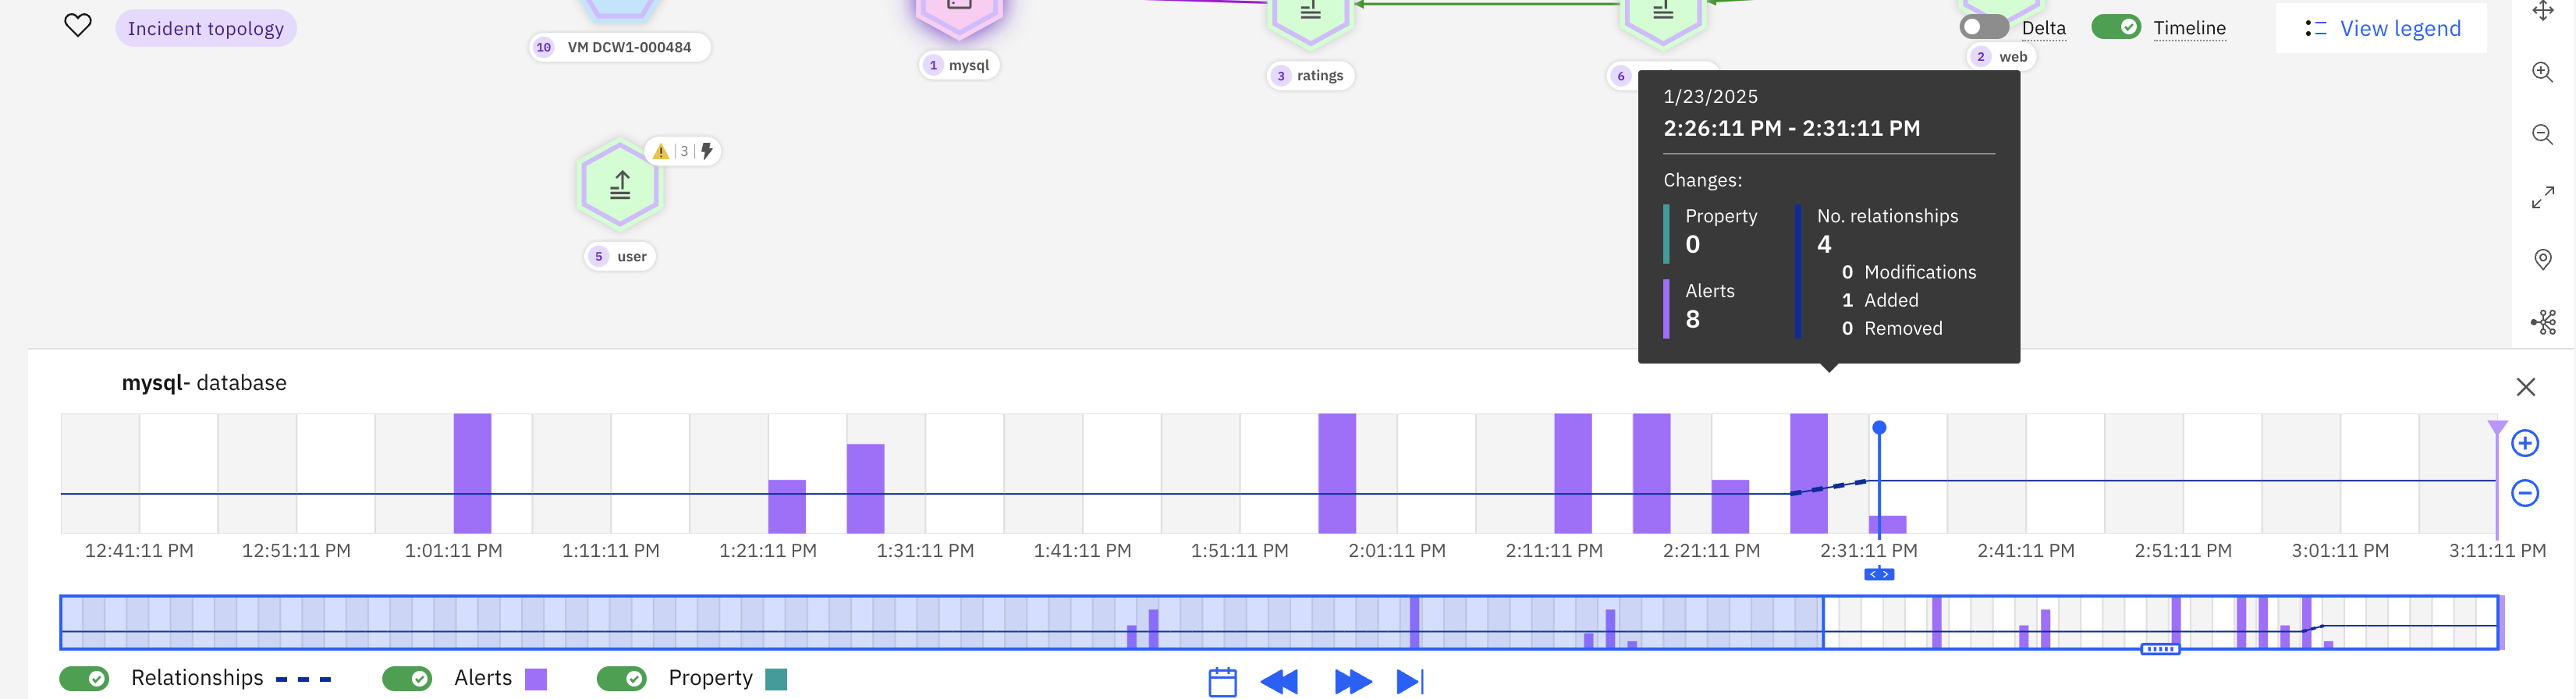 Incident topology
10 VM DCW1-000484
1 mysql
3 ratings
6
2 web
Delta
Timeline
View legend
1/23/2025
2:26:11 PM - 2:31:11 PM
Changes:
Property
0
Alerts
8
No. relationships
4
0 Modifications
1 Added
0 Removed
3
5 user
mysql- database
12:41:11 PM 12:51:11 PM 1:01:11 PM 1:11:11 PM 1:21:11 PM 1:31:11 PM 1:41:11 PM 1:51:11 PM 2:01:11 PM 2:11:11 PM 2:21:11 PM 2:31:11 PM 2:41:11 PM 2:51:11 PM 3:01:11 PM 3:11:11 PM
Relationships Alerts Property